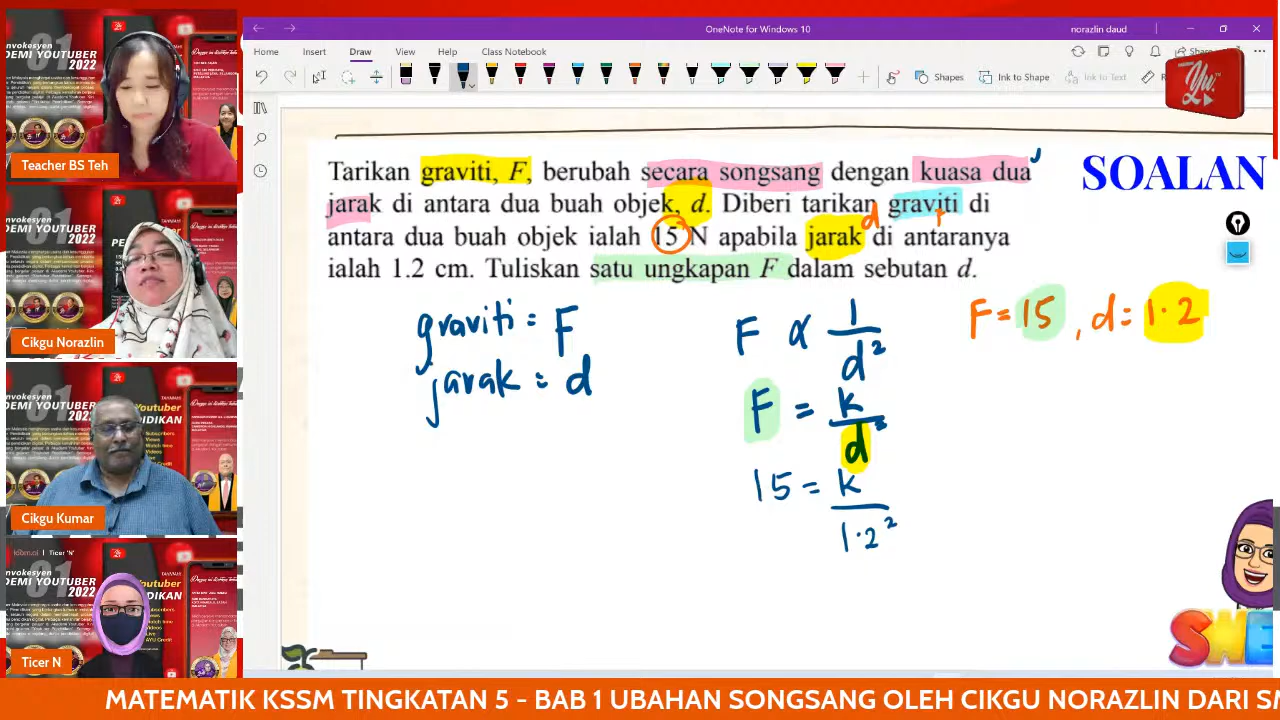 OneNote for Windows 10
norazlin daud
Home Insert Draw View Help Class Notebook
Share
Shapes Ink to Shape Ink to Text
Tarikan graviti, F, berubah secara songsang dengan kuasa dua
jarak di antara dua buah objek, d. Diberi tarikan graviti di
antara dua buah objek ialah 15 N apabila jarak di antaranya
ialah 1.2 cm. Tuliskan satu ungkapan F dalam sebutan d.
SOALAN
d
graviti = F
jarak = d
F ∝ 1/d²
F = k/d²
15 = k/1.2²
F = 15, d = 1.2
Teacher BS Teh
Cikgu Norazlin
Cikgu Kumar
Ticer N
MATEMATIK KSSM TINGKATAN 5 - BAB 1 UBAHAN SONGSANG OLEH CIKGU NORAZLIN DARI SM